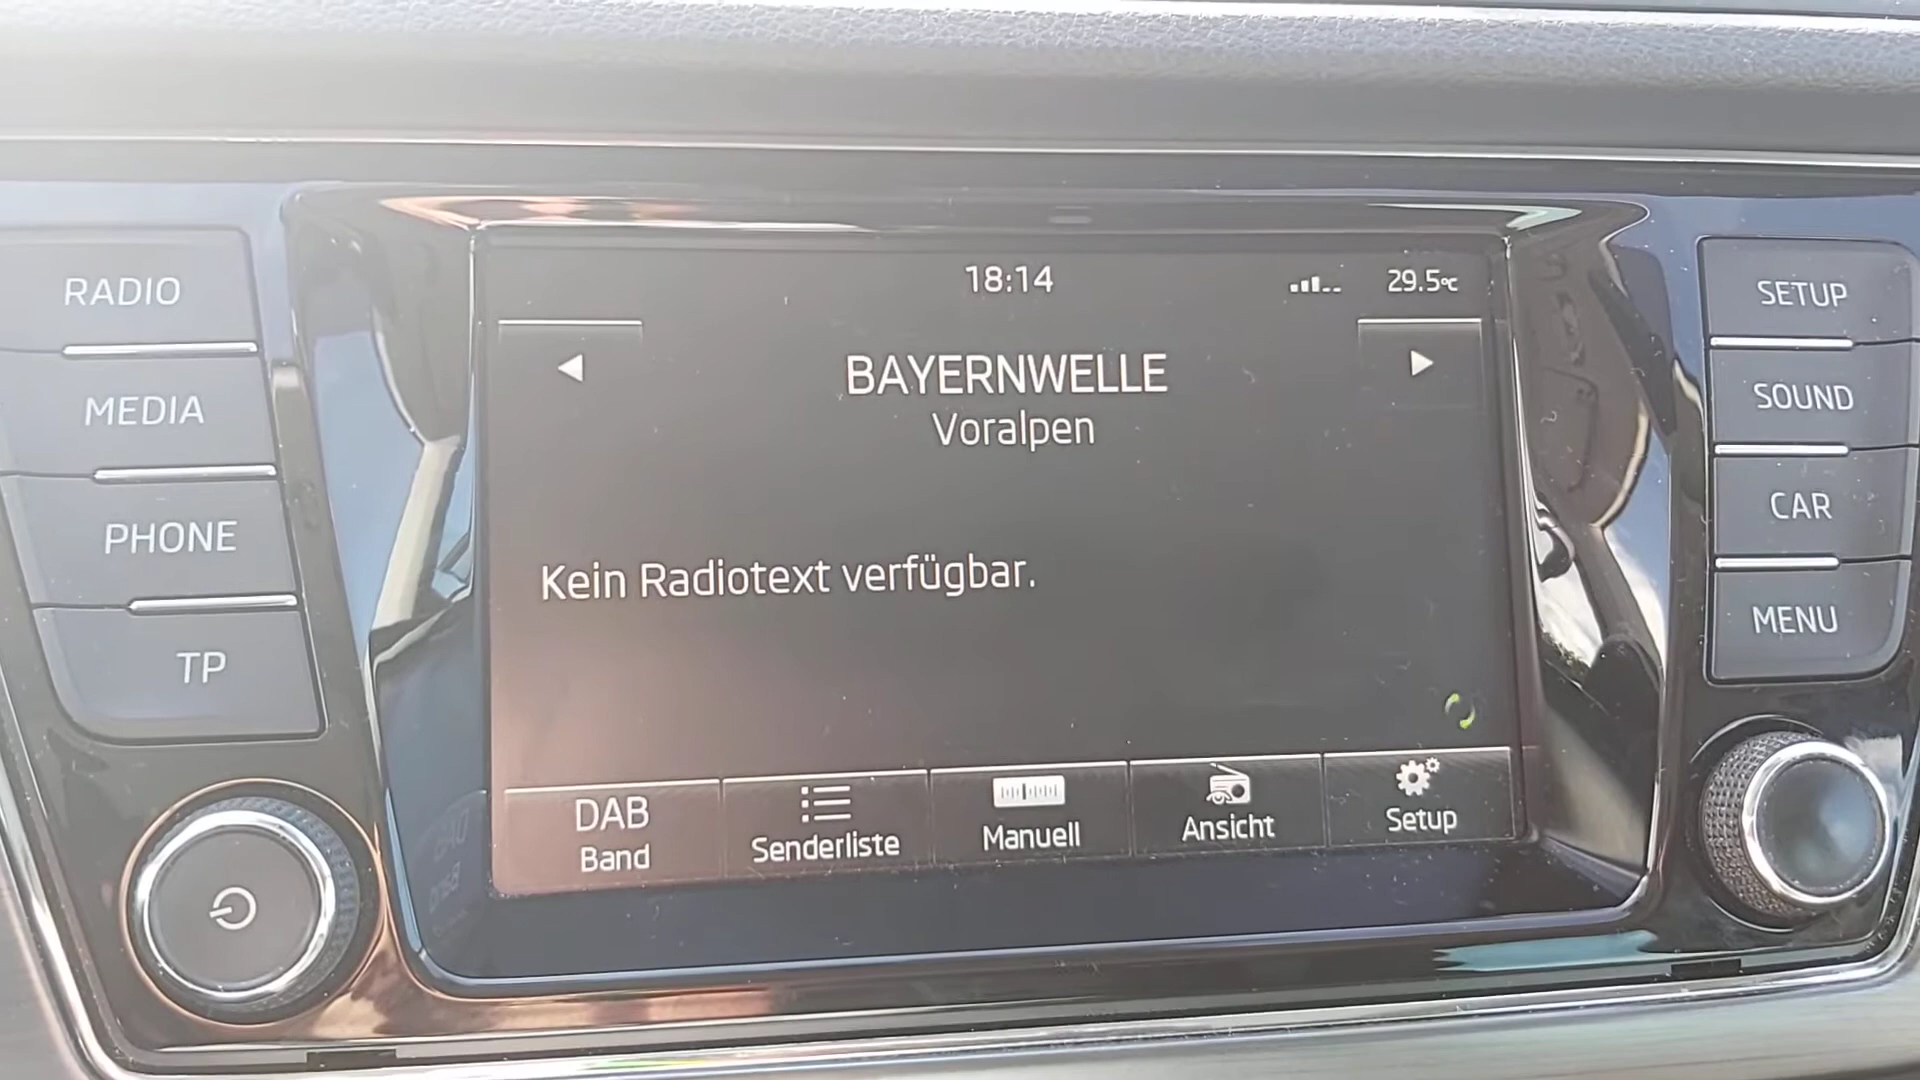 18:14
29.5°C
BAYERNWELLE
Voralpen
Kein Radiotext verfügbar.
DAB
Band
Senderliste
Manuell
Ansicht
Setup
RADIO
MEDIA
PHONE
TP
SETUP
SOUND
CAR
MENU